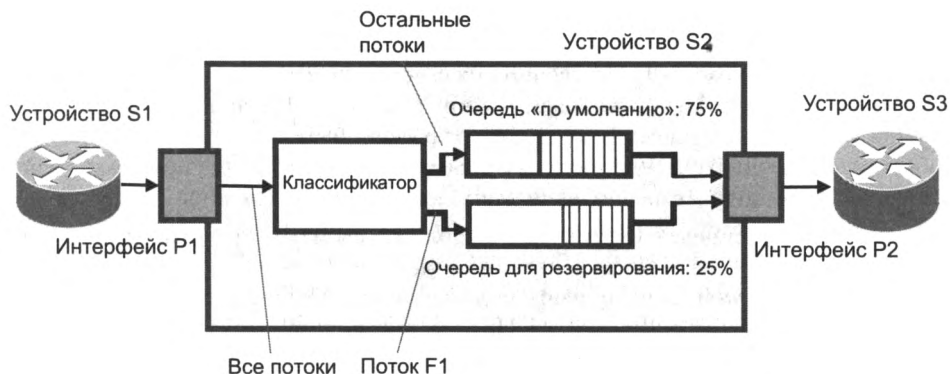 Остальные
потоки
Устройство S2
Устройство S1
Очередь «по умолчанию»: 75%
Устройство S3
Классификатор
Интерфейс P1
Интерфейс P2
Очередь для резервирования: 25%
Все потоки
Поток F1